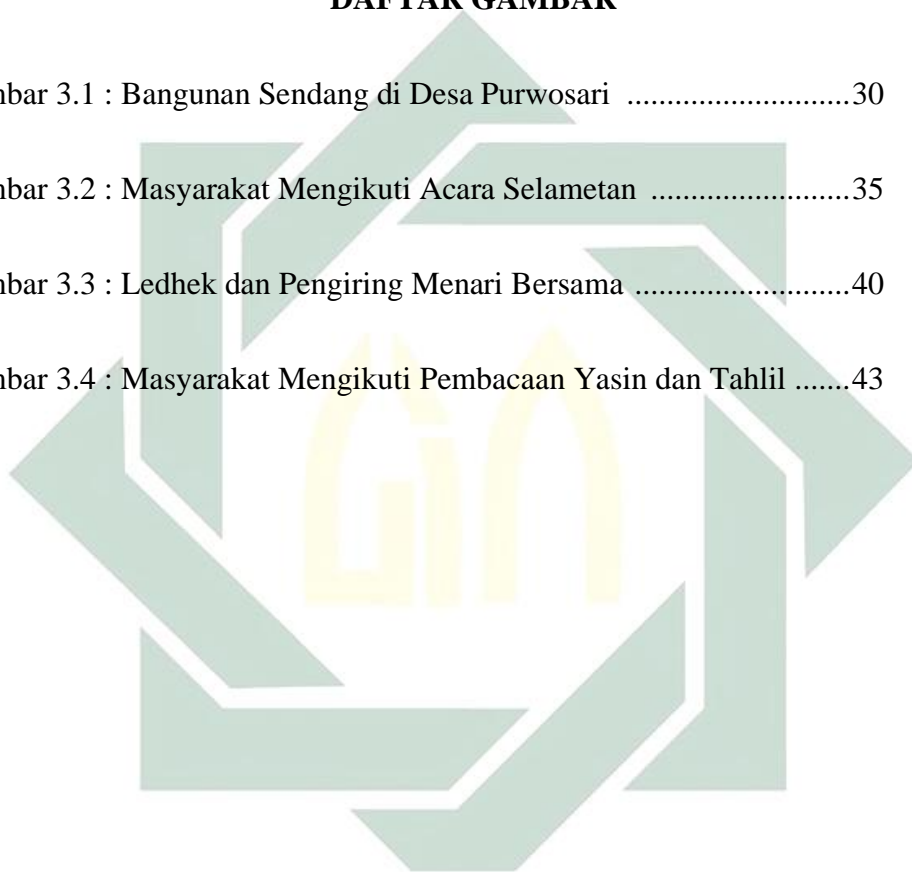 DAFTAR GAMBAR
mbar 3.1 : Bangunan Sendang di Desa Purwosari ............................30
mbar 3.2 : Masyarakat Mengikuti Acara Selametan .........................35
mbar 3.3 : Ledhek dan Pengiring Menari Bersama ...........................40
mbar 3.4 : Masyarakat Mengikuti Pembacaan Yasin dan Tahlil .......43